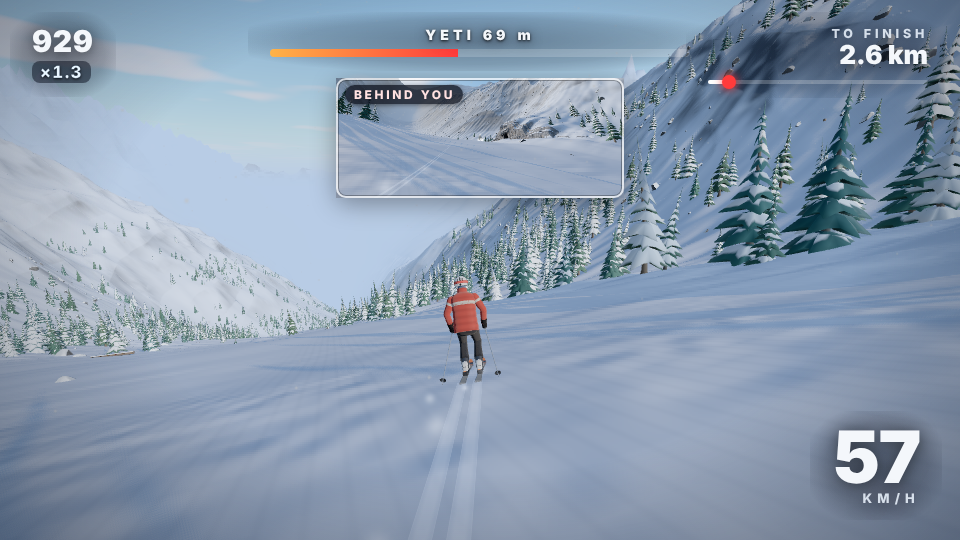 929
×1.3
YETI 69 m
BEHIND YOU
TO FINISH
2.6 km
57
KM/H